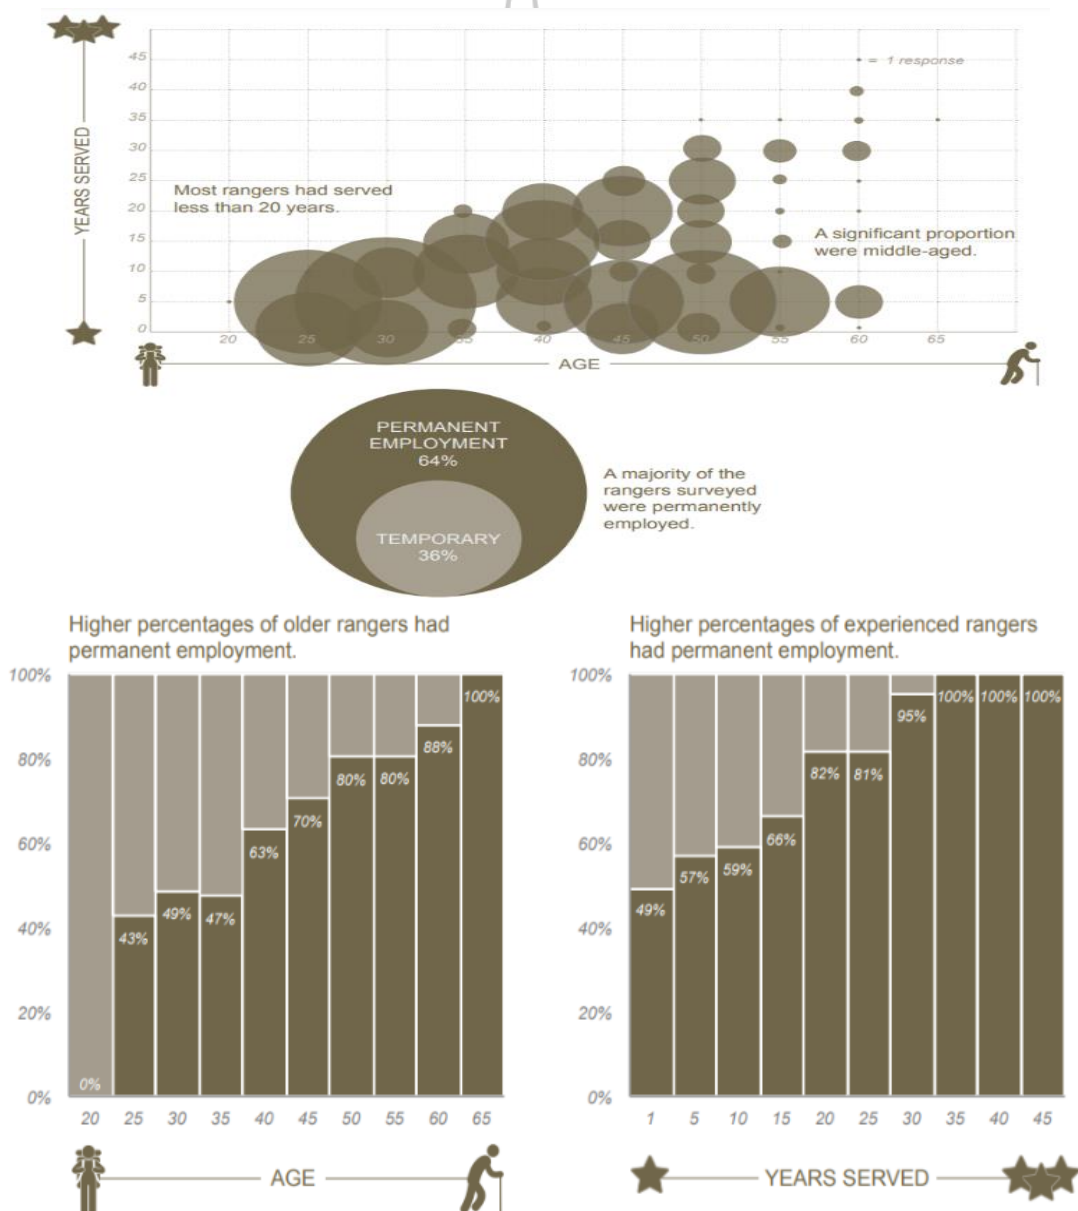 45
= 1 response
40
35
30
25
Most rangers had served
less than 20 years.
20
A significant proportion
were middle-aged.
15
10
5
0
YEARS SERVED
20 25 30 35 40 45 50 55 60 65
AGE
PERMANENT
EMPLOYMENT
64%
TEMPORARY
36%
A majority of the
rangers surveyed
were permanently
employed.
Higher percentages of older rangers had
permanent employment.
100%
80%
60%
40%
20%
0%
0% 43% 49% 47% 63% 70% 80% 80% 88% 100%
20 25 30 35 40 45 50 55 60 65
AGE
Higher percentages of experienced rangers
had permanent employment.
100%
80%
60%
40%
20%
0%
49% 57% 59% 66% 82% 81% 95% 100% 100% 100%
1 5 10 15 20 25 30 35 40 45
YEARS SERVED